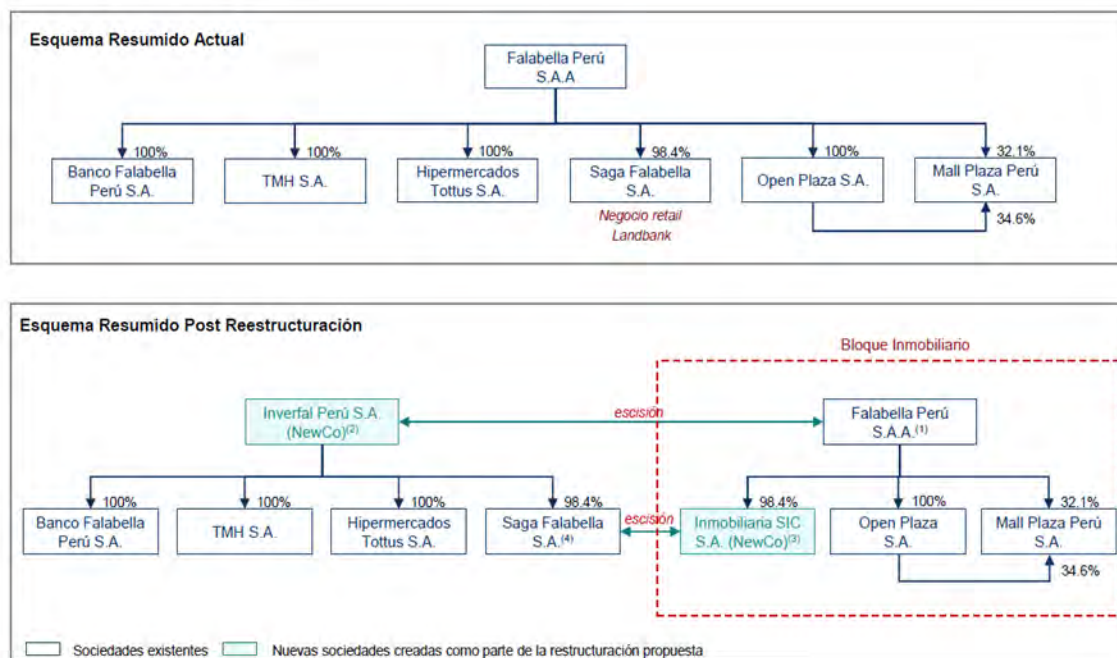 Esquema Resumido Actual
Falabella Perú
S.A.A
100%
100%
100%
98.4%
100%
32.1%
Banco Falabella
Perú S.A.
TMH S.A.
Hipermercados
Tottus S.A.
Saga Falabella
S.A.
Open Plaza S.A.
Mall Plaza Perú
S.A.
Negocio retail
Landbank
34.6%
Esquema Resumido Post Reestructuración
Bloque Inmobiliario
Inverfal Perú S.A.
(NewCo)(2)
escisión
Falabella Perú
S.A.A.(1)
100%
100%
100%
98.4%
98.4%
100%
32.1%
Banco Falabella
Perú S.A.
TMH S.A.
Hipermercados
Tottus S.A.
Saga Falabella
S.A.(4)
escisión
Inmobiliaria SIC
S.A. (NewCo)(3)
Open Plaza
S.A.
Mall Plaza Perú
S.A.
34.6%
Sociedades existentes
Nuevas sociedades creadas como parte de la restructuración propuesta